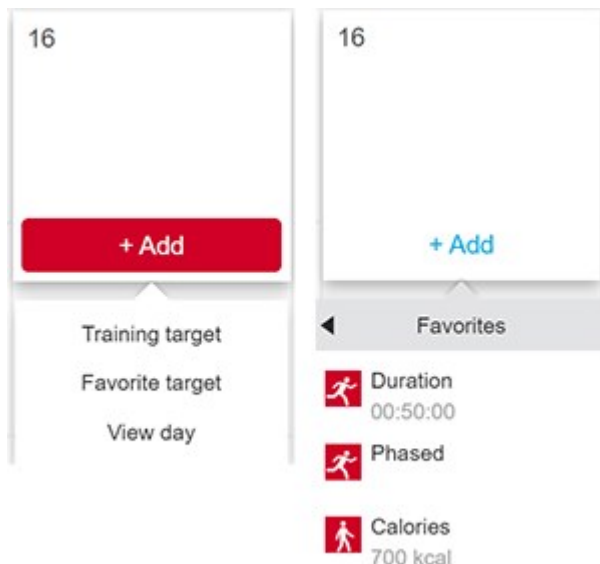 16
+ Add
Training target
Favorite target
View day
16
+ Add
Favorites
Duration
00:50:00
Phased
Calories
700 kcal